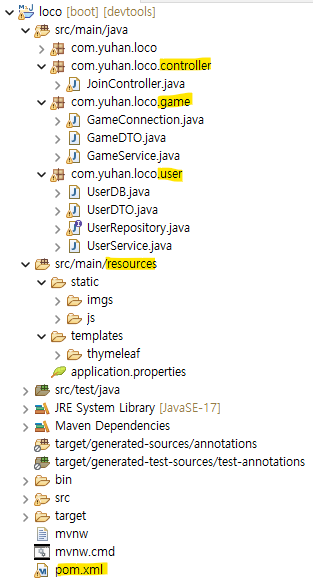 loco [boot] [devtools]
src/main/java
com.yuhan.loco
com.yuhan.loco.controller
JoinController.java
com.yuhan.loco.game
GameConnection.java
GameDTO.java
GameService.java
com.yuhan.loco.user
UserDB.java
UserDTO.java
UserRepository.java
UserService.java
src/main/resources
static
imgs
js
templates
thymeleaf
application.properties
src/test/java
JRE System Library [JavaSE-17]
Maven Dependencies
target/generated-sources/annotations
target/generated-test-sources/test-annotations
bin
src
target
mvnw
mvnw.cmd
pom.xml